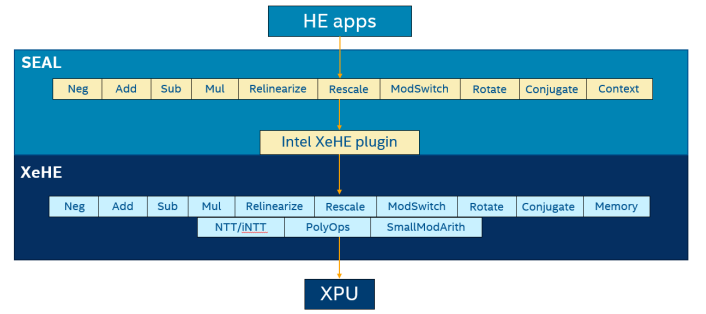 HE apps
SEAL
Neg Add Sub Mul Relinearize Rescale ModSwitch Rotate Conjugate Context
Intel XeHE plugin
XeHE
Neg Add Sub Mul Relinearize Rescale ModSwitch Rotate Conjugate Memory
NTT/iNTT PolyOps SmallModArith
XPU